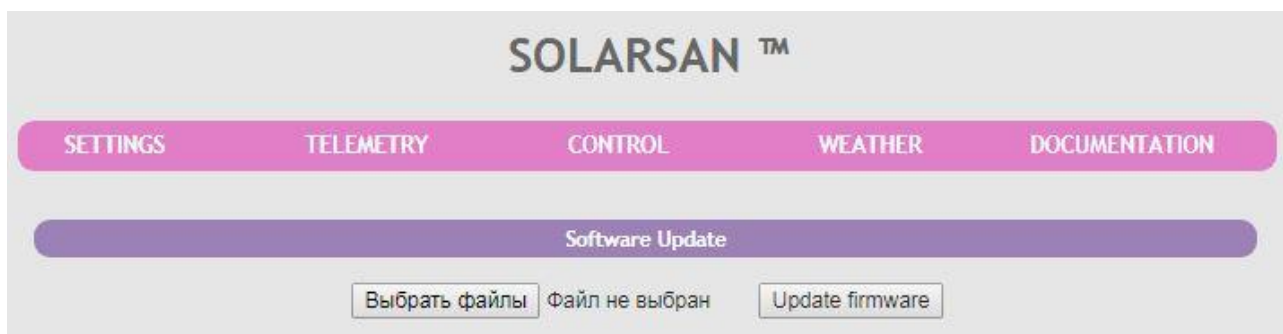 SOLARSAN ™
SETTINGS TELEMETRY CONTROL WEATHER DOCUMENTATION
Software Update
Выбрать файлы Файл не выбран Update firmware